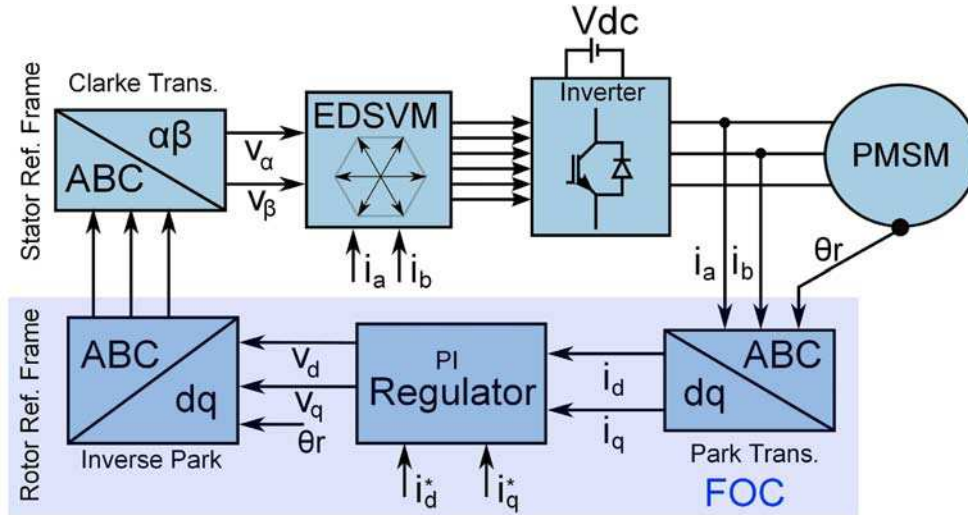 Vdc
Clarke Trans.
αβ
ABC
Vα
Vβ
EDSVM
ia
ib
Inverter
PMSM
ia
ib
θr
Stator Ref. Frame
Rotor Ref. Frame
ABC
dq
Inverse Park
vd
vq
θr
PI
Regulator
i*d
i*q
id
iq
ABC
dq
Park Trans.
FOC